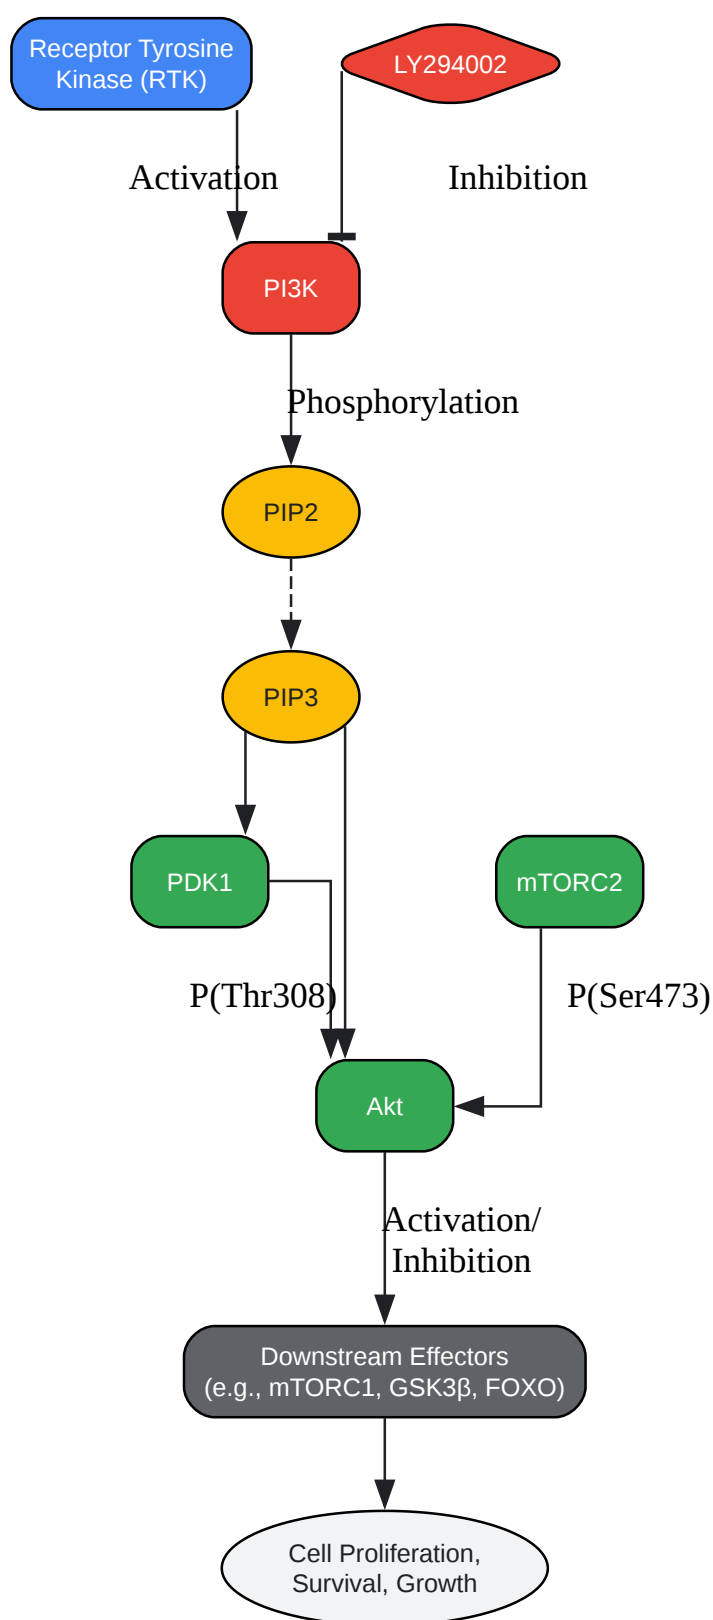 Receptor Tyrosine
Kinase (RTK)
LY294002
Activation
Inhibition
PI3K
Phosphorylation
PIP2
PIP3
PDK1
mTORC2
P(Thr308)
P(Ser473)
Akt
Activation/
Inhibition
Downstream Effectors
(e.g., mTORC1, GSK3β, FOXO)
Cell Proliferation,
Survival, Growth